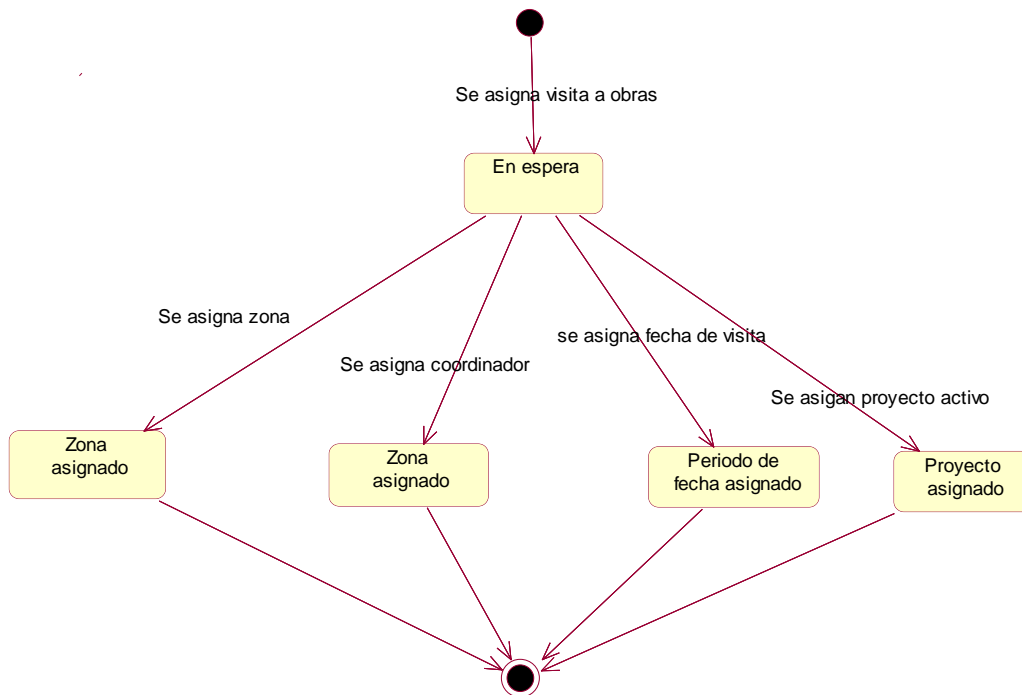 Se asigna visita a obras
En espera
Se asigna zona
Se asigna coordinador
se asigna fecha de visita
Se asigan proyecto activo
Zona
asignado
Zona
asignado
Periodo de
fecha asignado
Proyecto
asignado